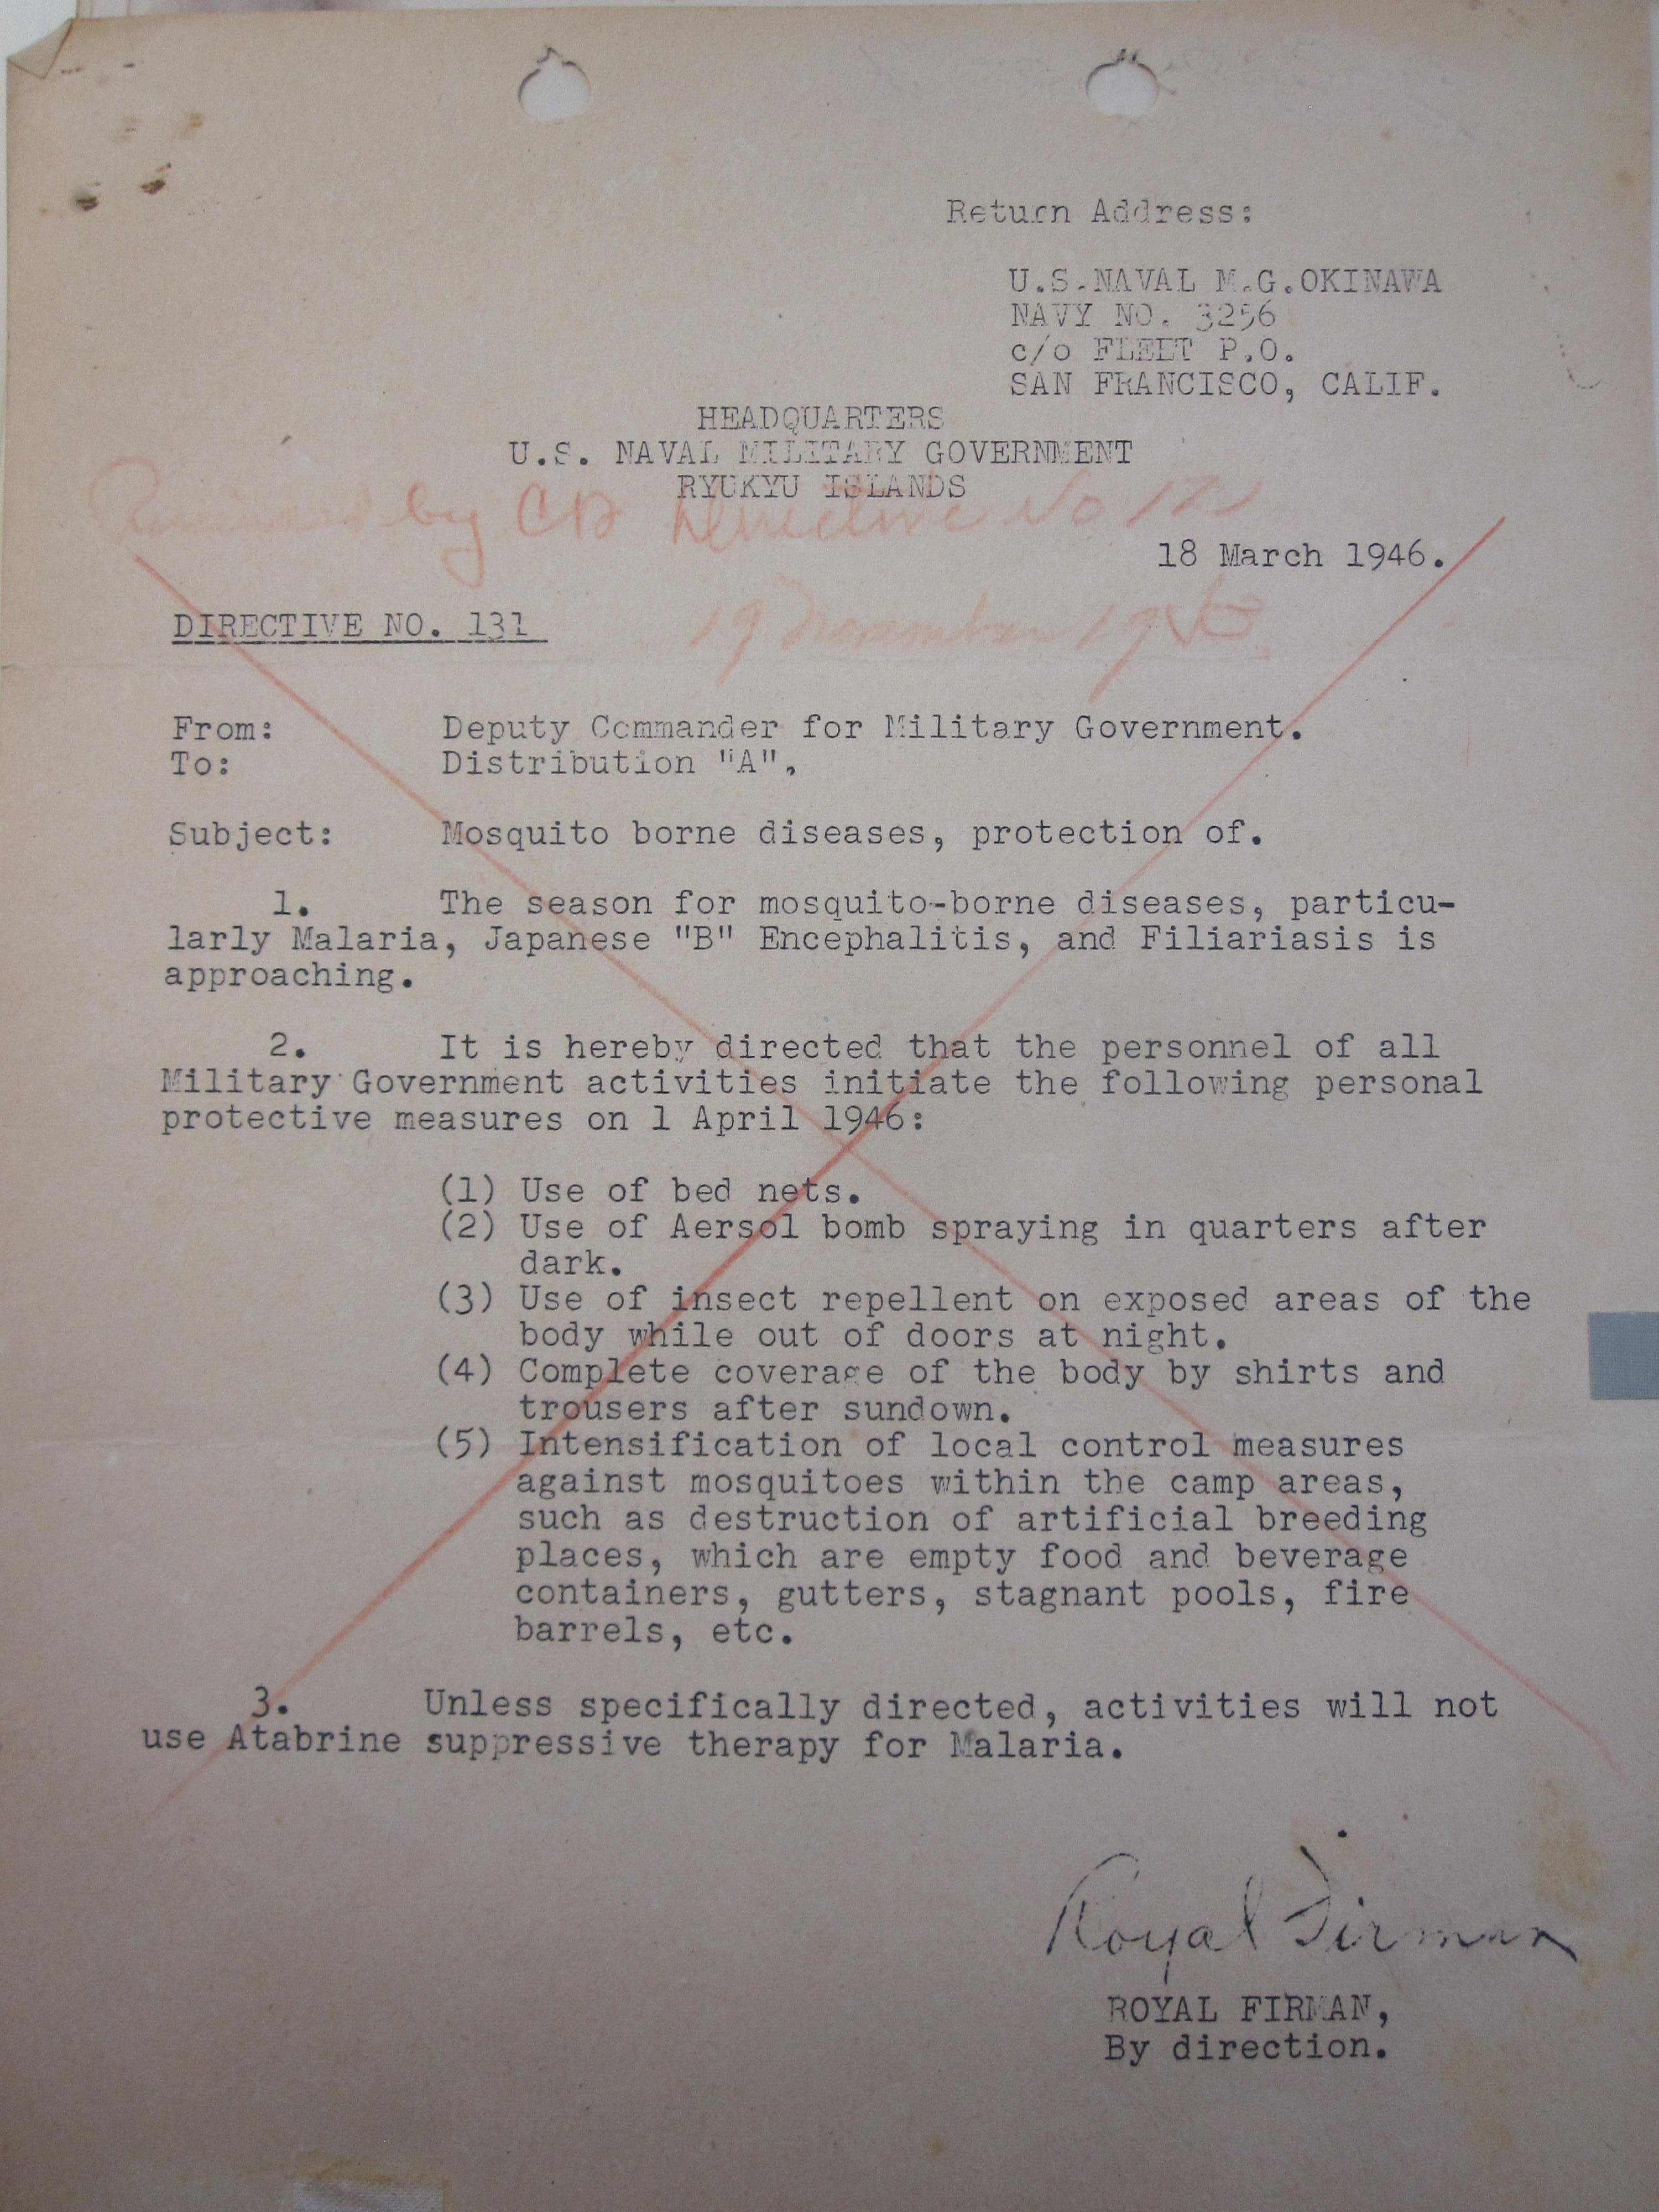 Return Address:
U.S.NAVAL M.G.OKINAWA
NAVY NO. 3256
c/o FLEET P.O.
SAN FRANCISCO, CALIF.
HEADQUARTERS
U.S. NAVAL MILITARY GOVERNMENT
RYUKYU ISLANDS
by Directive No
18 March 1946.
DIRECTIVE NO. 131
19
From: Deputy Commander for Military Government.
To: Distribution "A".
Subject: Mosquito borne diseases, protection of.
1. The season for mosquito-borne diseases, particu-
larly Malaria, Japanese "B" Encephalitis, and Filiariasis is
approaching.
2. It is hereby directed that the personnel of all
Military Government activities initiate the following personal
protective measures on 1 April 1946:
(1) Use of bed nets.
(2) Use of Aersol bomb spraying in quarters after
dark.
(3) Use of insect repellent on exposed areas of the
body while out of doors at night.
(4) Complete coverage of the body by shirts and
trousers after sundown.
(5) Intensification of local control measures
against mosquitoes within the camp areas,
such as destruction of artificial breeding
places, which are empty food and beverage
containers, gutters, stagnant pools, fire
barrels, etc.
3. Unless specifically directed, activities will not
use Atabrine suppressive therapy for Malaria.
Royal Firman
ROYAL FIRMAN,
By direction.